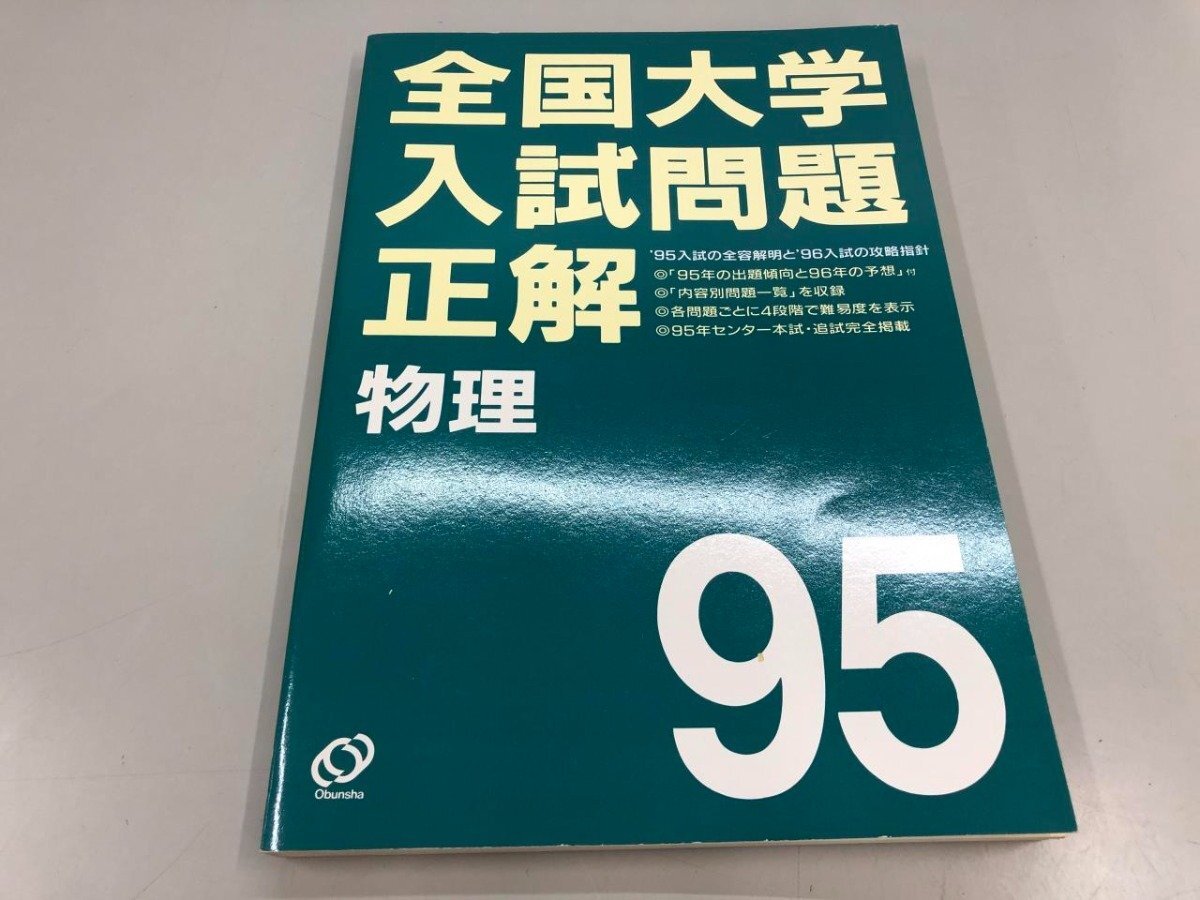 全国大学
入試問題
正解
'95入試の全容解明と'96入試の攻略指針
◎「95年の出題傾向と96年の予想」付
◎「内容別問題一覧」を収録
◎各問題ごとに4段階で難易度を表示
◎95年センター本試・追試完全掲載
物理
95
Obunsha